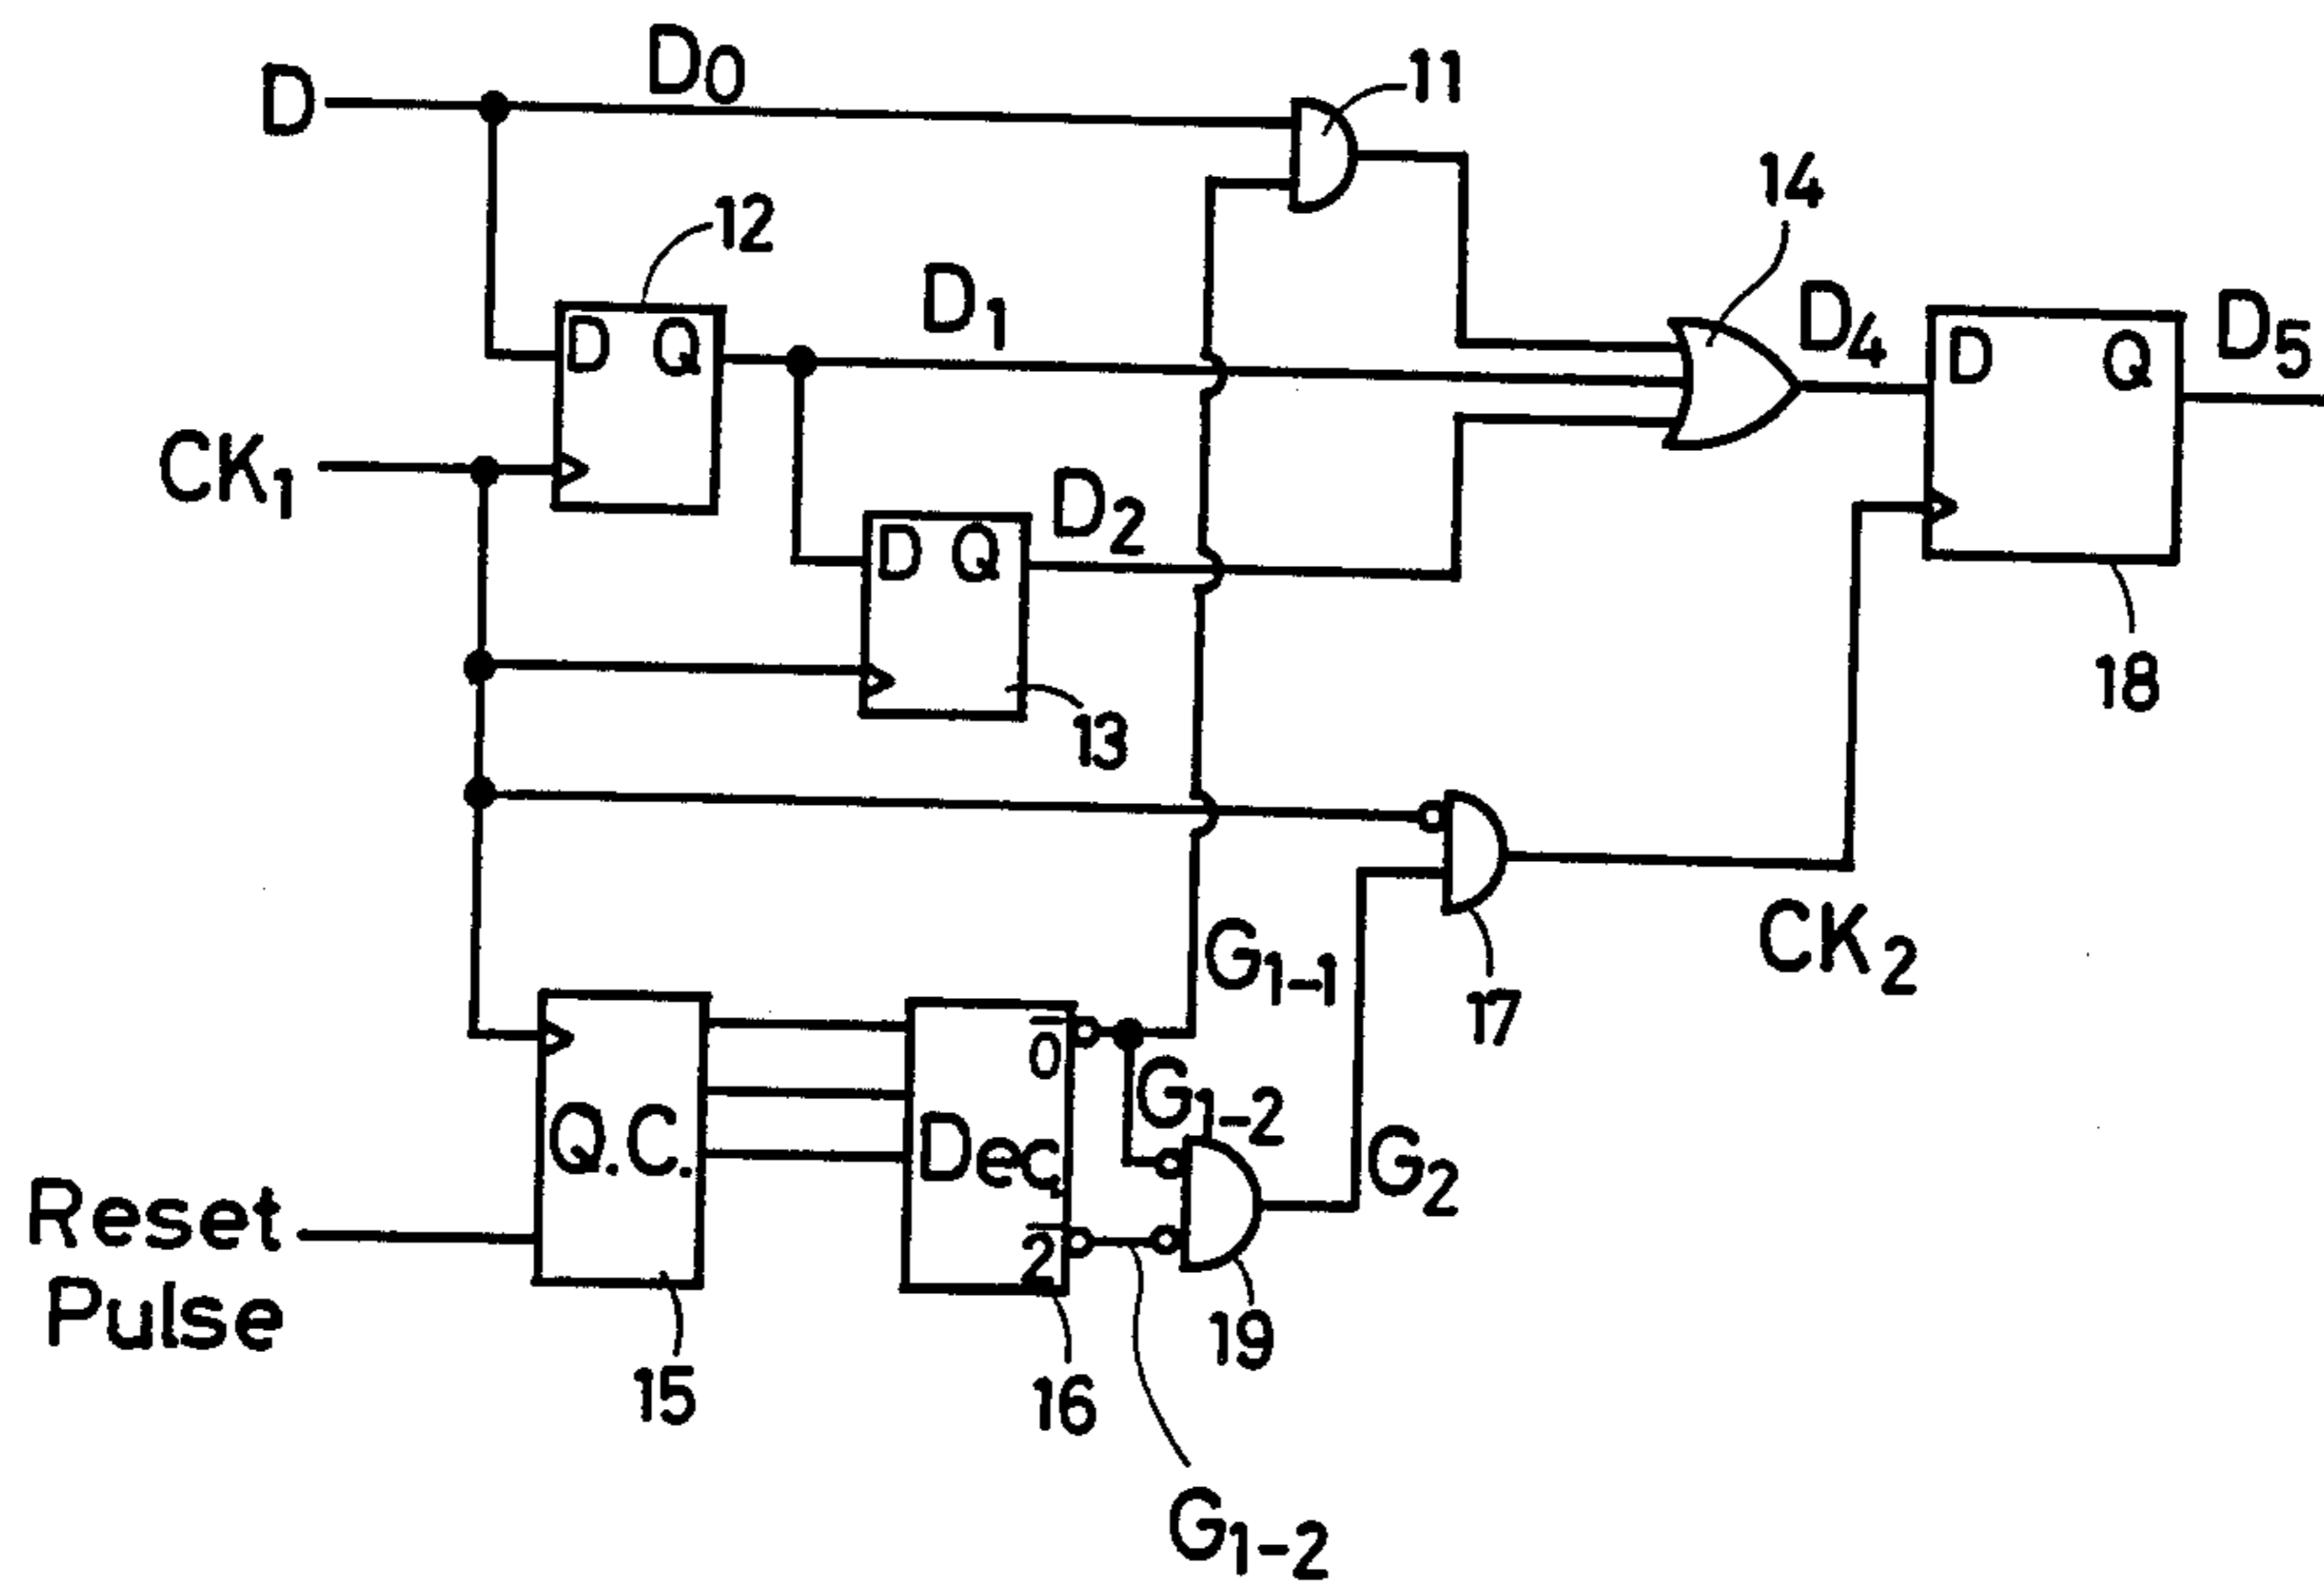 D
D0
11
14
12
D Q
D1
D4
D Q
D5
CK1
D Q
D2
13
18
CK2
17
G1-1
0
G1-2
Q.C.
Dec.
G2
2
Reset
Pulse
15
16
19
G1-2